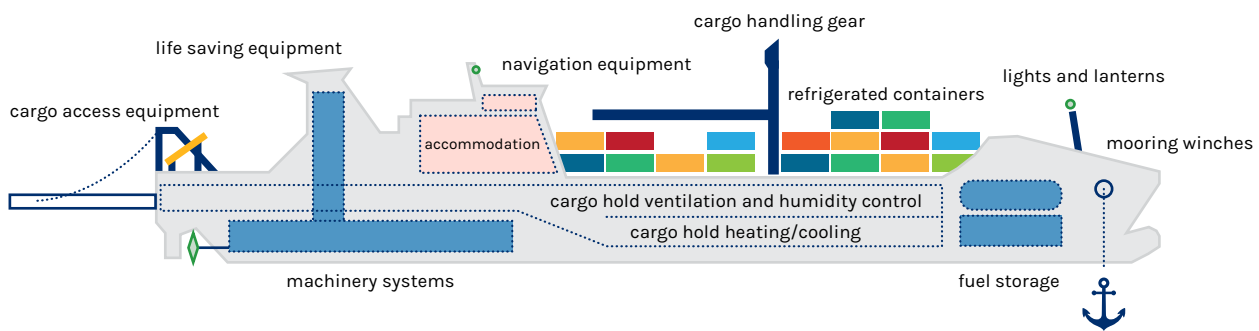 cargo handling gear
life saving equipment
navigation equipment
lights and lanterns
refrigerated containers
cargo access equipment
accommodation
mooring winches
cargo hold ventilation and humidity control
cargo hold heating/cooling
machinery systems
fuel storage